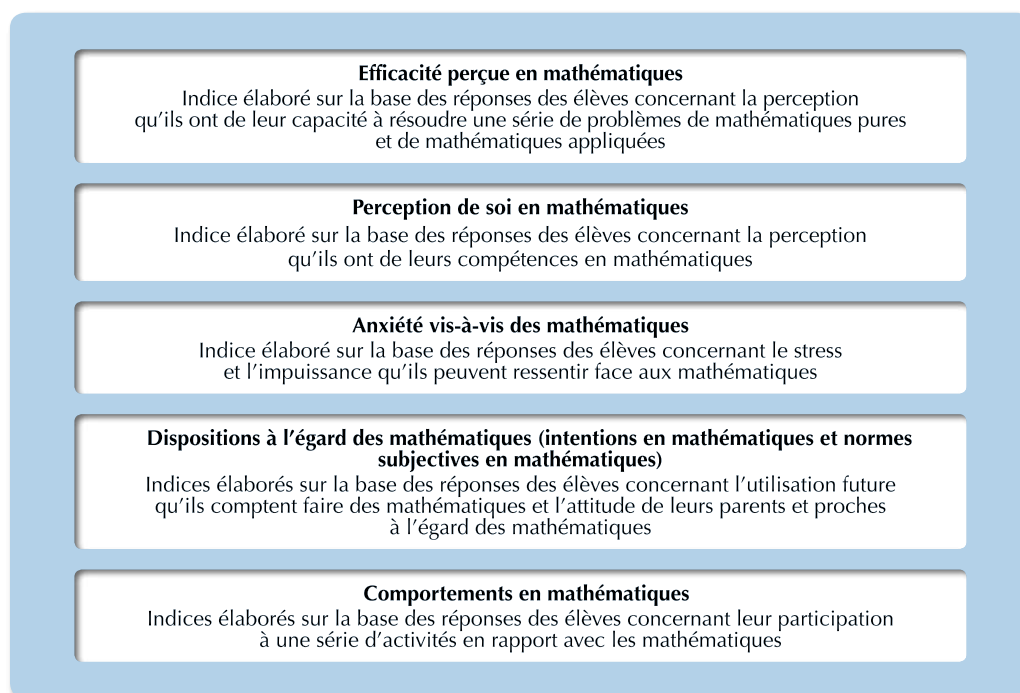 Efficacité perçue en mathématiques
Indice élaboré sur la base des réponses des élèves concernant la perception
qu’ils ont de leur capacité à résoudre une série de problèmes de mathématiques pures
et de mathématiques appliquées
Perception de soi en mathématiques
Indice élaboré sur la base des réponses des élèves concernant la perception
qu’ils ont de leurs compétences en mathématiques
Anxiété vis-à-vis des mathématiques
Indice élaboré sur la base des réponses des élèves concernant le stress
et l’impuissance qu’ils peuvent ressentir face aux mathématiques
Dispositions à l’égard des mathématiques (intentions en mathématiques et normes
subjectives en mathématiques)
Indices élaborés sur la base des réponses des élèves concernant l’utilisation future
qu’ils comptent faire des mathématiques et l’attitude de leurs parents et proches
à l’égard des mathématiques
Comportements en mathématiques
Indices élaborés sur la base des réponses des élèves concernant leur participation
à une série d’activités en rapport avec les mathématiques